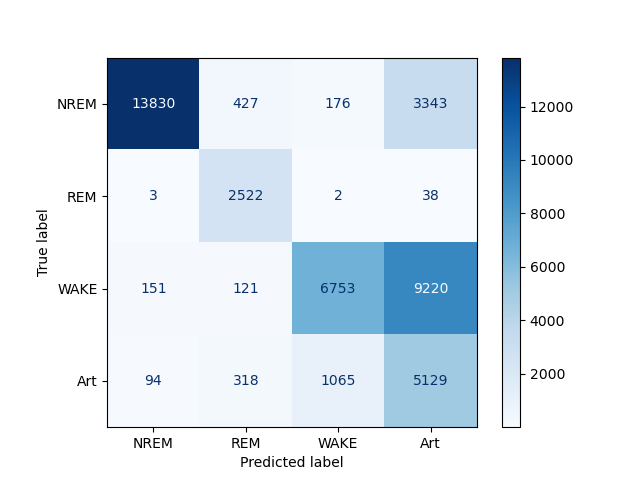 NREM 13830 427 176 3343
REM 3 2522 2 38
WAKE 151 121 6753 9220
Art 94 318 1065 5129
NREM REM WAKE Art
Predicted label
True label
12000
10000
8000
6000
4000
2000